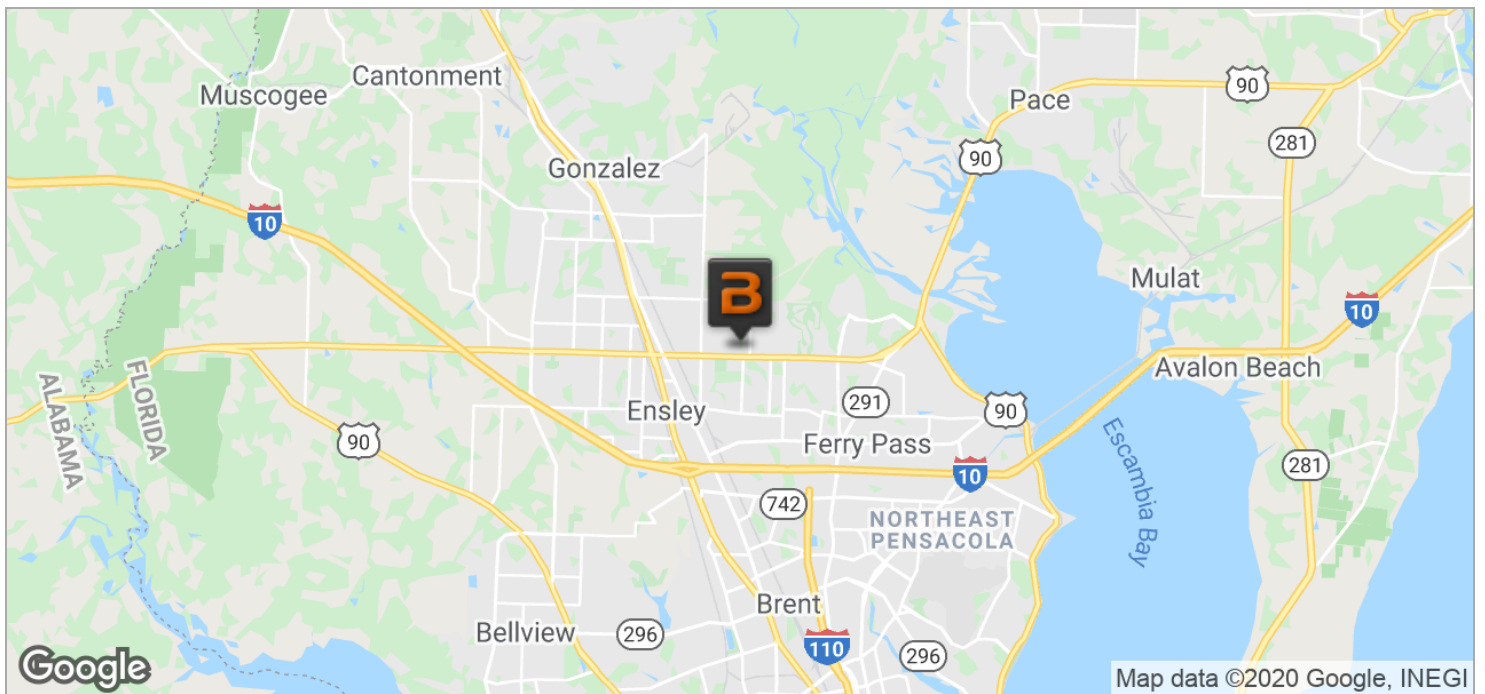 Cantonment
Muscogee
90
Pace
281
90
Gonzalez
10
Mulat
B
10
Avalon Beach
FLORIDA
ALABAMA
291
Ensley
90
90
Ferry Pass
Escambia Bay
281
10
742
NORTHEAST
PENSACOLA
Brent
Bellview
296
110
296
Google
Map data ©2020 Google, INEGI